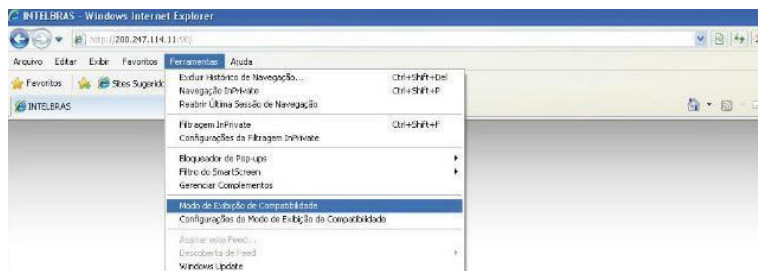 INTELBRAS - Windows Internet Explorer
http://200.247.114.11:90/
Arquivo Editar Exibir Favoritos Ferramentas Ajuda
Favoritos Sites Sugerido
INTELBRAS
Excluir Histórico de Navegação... Ctrl+Shift+Del
Navegação InPrivate Ctrl+Shift+P
Reabrir Última Sessão de Navegação
Filtragem InPrivate Ctrl+Shift+F
Configurações da Filtragem InPrivate
Bloqueador de Pop-ups
Filtro do SmartScreen
Gerenciar Complementos
Modo de Exibição de Compatibilidade
Configurações do Modo de Exibição de Compatibilidade
Assinar este Feed...
Descoberta de Feed
Windows Update